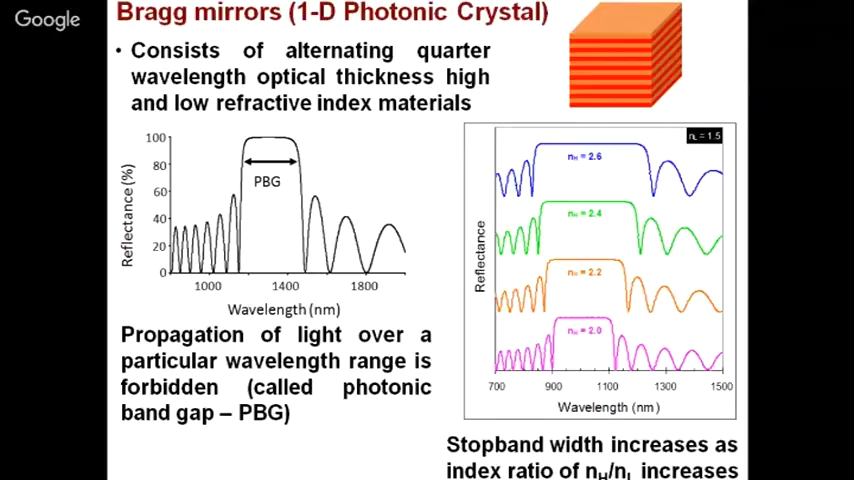 Google
Bragg mirrors (1-D Photonic Crystal)
• Consists of alternating quarter
wavelength optical thickness high
and low refractive index materials
100
80
60
40
20
0
Reflectance (%)
PBG
1000
1400
1800
Wavelength (nm)
Propagation of light over a
particular wavelength range is
forbidden (called photonic
band gap – PBG)
nL = 1.5
nH = 2.6
nH = 2.4
nH = 2.2
nH = 2.0
Reflectance
700
900
1100
1300
1500
Wavelength (nm)
Stopband width increases as
index ratio of nH/nL increases